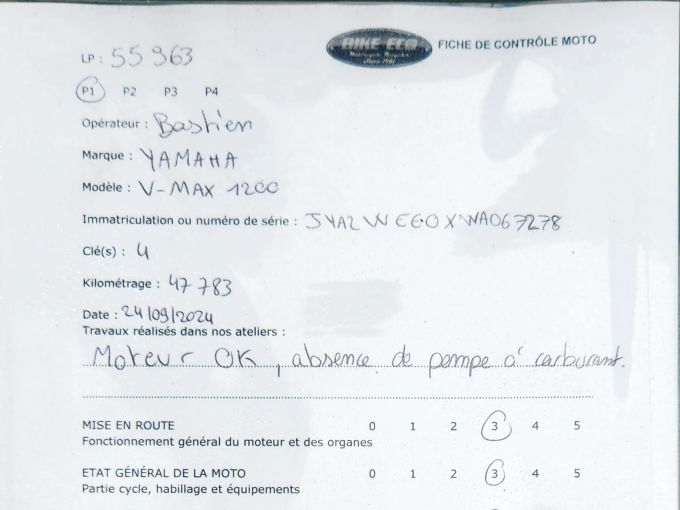 BIKE ECO
FICHE DE CONTRÔLE MOTO
LP : 55 963
P1 P2 P3 P4
Opérateur : Bastien
Marque : YAMAHA
Modèle : V-MAX 1200
Immatriculation ou numéro de série : JYA2WEE0XWA067278
Clé(s) : 4
Kilométrage : 47 783
Date : 24/09/2024
Travaux réalisés dans nos ateliers :
Moteur OK, absence de pompe à carburant.
MISE EN ROUTE 0 1 2 3 4 5
Fonctionnement général du moteur et des organes
ETAT GÉNÉRAL DE LA MOTO 0 1 2 3 4 5
Partie cycle, habillage et équipements